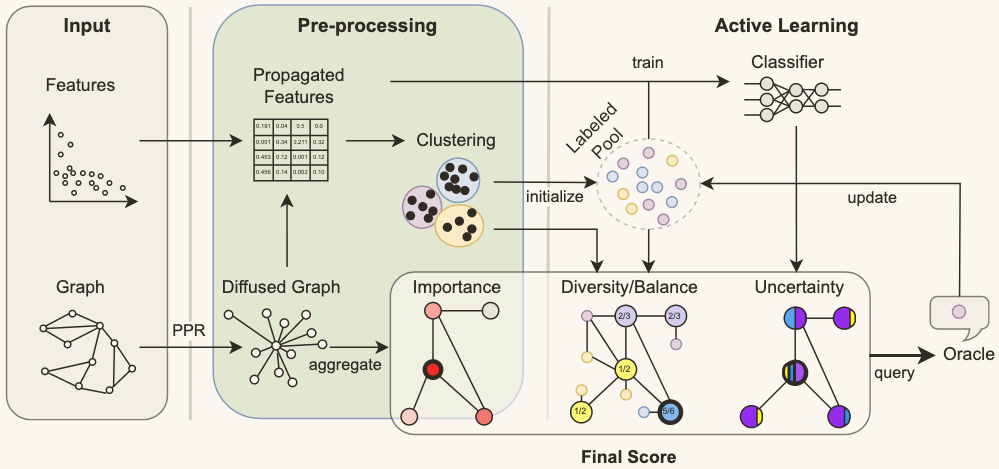 Input
Pre-processing
Active Learning
Features
Propagated
Features
0.191 0.04 0.5 0.0
0.001 0.34 0.211 0.32
0.453 0.12 0.001 0.12
0.456 0.14 0.002 0.10
Clustering
train
Classifier
Labeled
Pool
initialize
update
Graph
PPR
Diffused Graph
aggregate
Importance
Diversity/Balance
2/3 2/3
1/2
1/2
5/6
Uncertainty
query
Oracle
Final Score